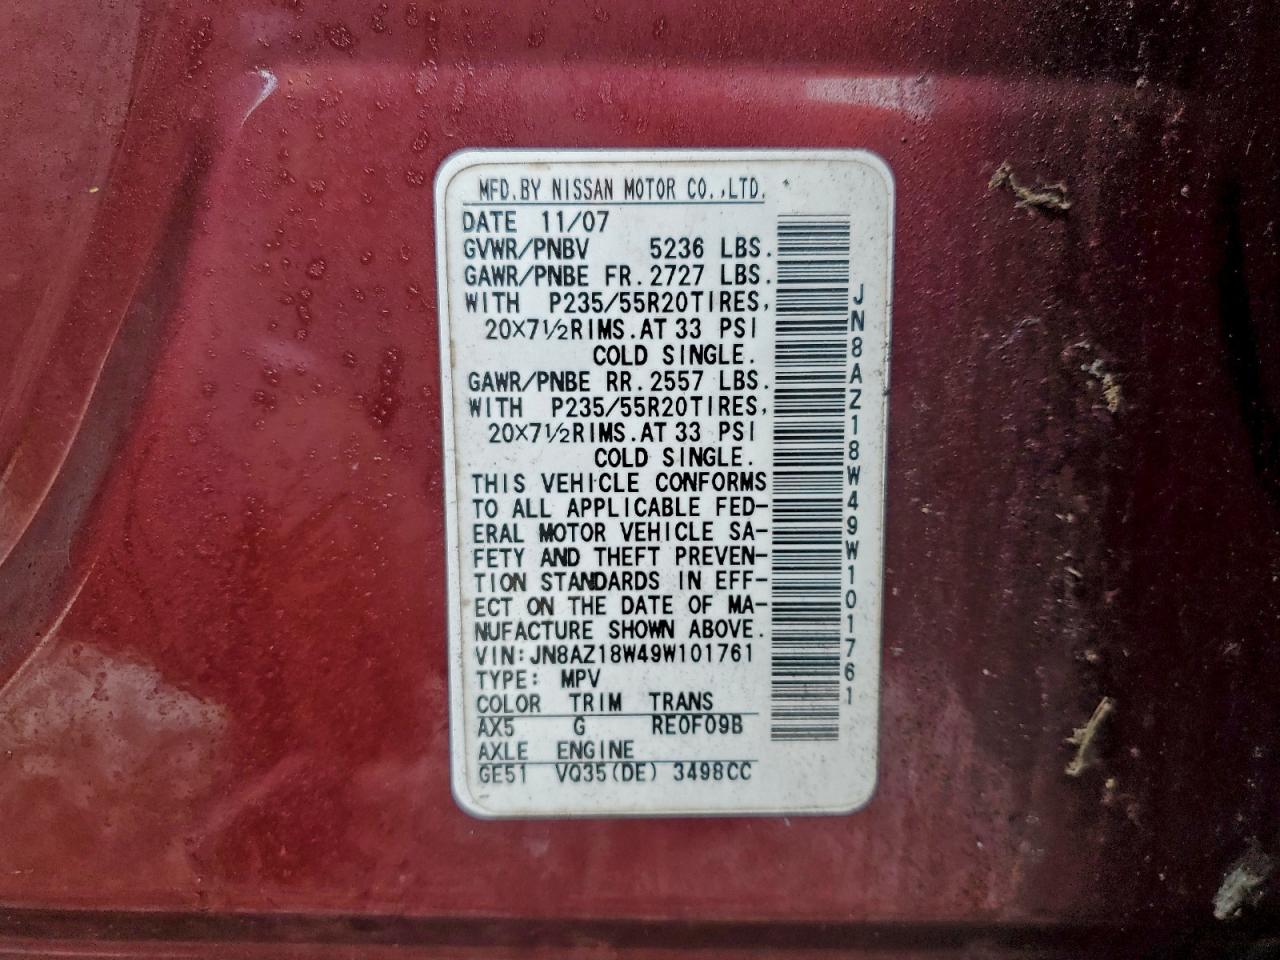 MFD.BY NISSAN MOTOR CO.,LTD.
DATE 11/07
GVWR/PNBV 5236 LBS.
GAWR/PNBE FR.2727 LBS.
WITH P235/55R20TIRES,
20×7½RIMS.AT 33 PSI
COLD SINGLE.
GAWR/PNBE RR.2557 LBS.
WITH P235/55R20TIRES,
20×7½RIMS.AT 33 PSI
COLD SINGLE.
THIS VEHICLE CONFORMS
TO ALL APPLICABLE FED-
ERAL MOTOR VEHICLE SA-
FETY AND THEFT PREVEN-
TION STANDARDS IN EFF-
ECT ON THE DATE OF MA-
NUFACTURE SHOWN ABOVE.
VIN:JN8AZ18W49W101761
TYPE: MPV
COLOR TRIM TRANS
AX5 G RE0F09B
AXLE ENGINE
GE51 VQ35(DE) 3498CC
JN8AZ18W49W101761